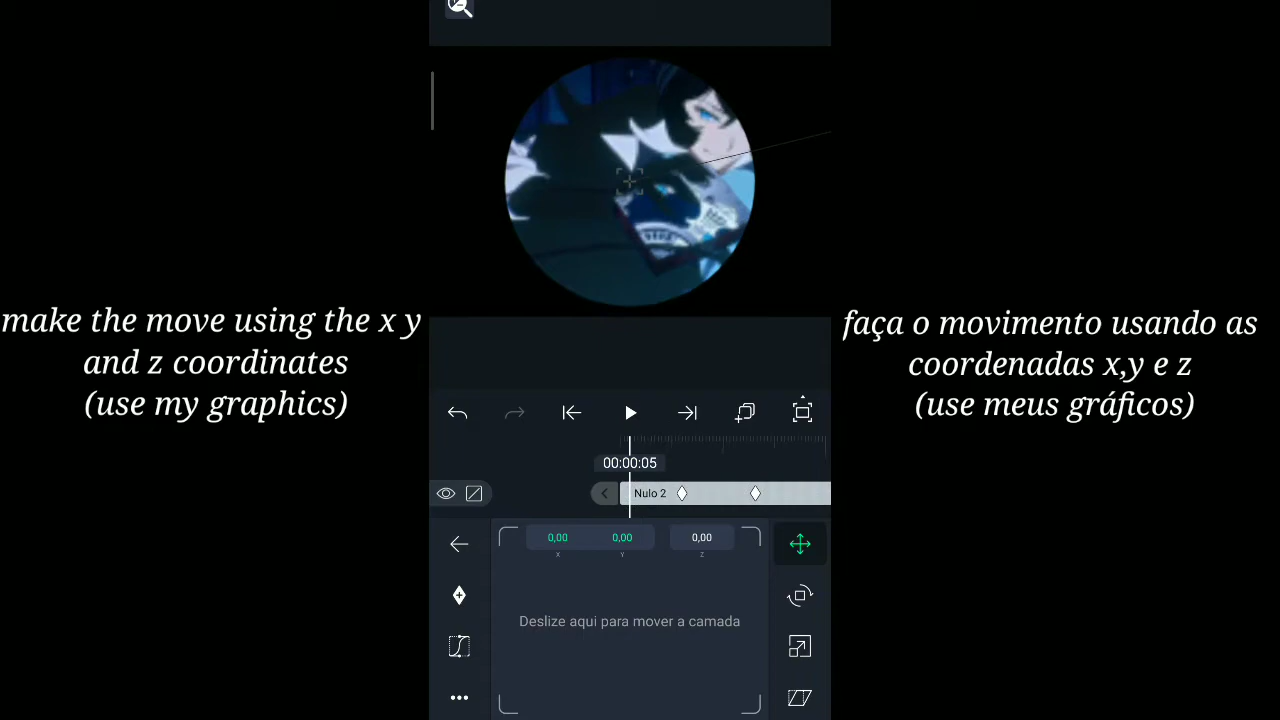 make the move using the x y
and z coordinates
(use my graphics)
faça o movimento usando as
coordenadas x,y e z
(use meus gráficos)
00:00:05
Nulo 2
0,00 0,00 0,00
X Y Z
Deslize aqui para mover a camada